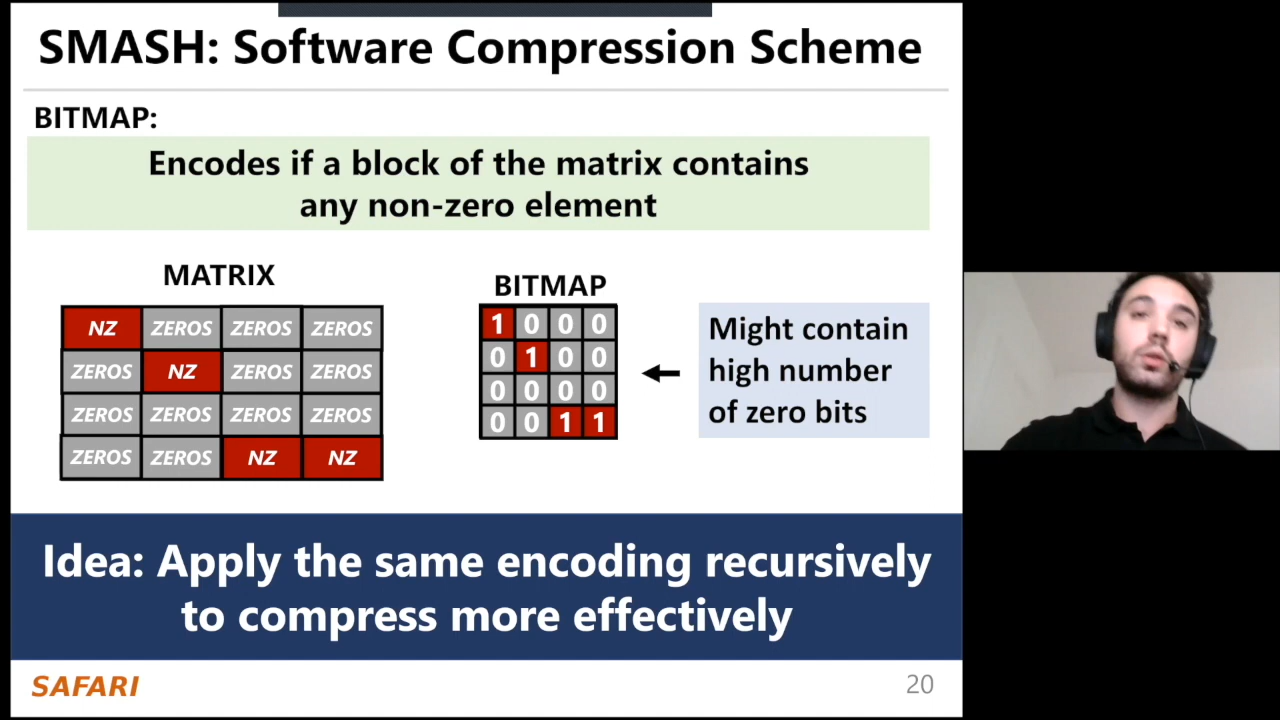 SMASH: Software Compression Scheme
BITMAP:
Encodes if a block of the matrix contains
any non-zero element
MATRIX
NZ ZEROS ZEROS ZEROS
ZEROS NZ ZEROS ZEROS
ZEROS ZEROS ZEROS ZEROS
ZEROS ZEROS NZ NZ
BITMAP
1 0 0 0
0 1 0 0
0 0 0 0
0 0 1 1
Might contain
high number
of zero bits
Idea: Apply the same encoding recursively
to compress more effectively
SAFARI
20